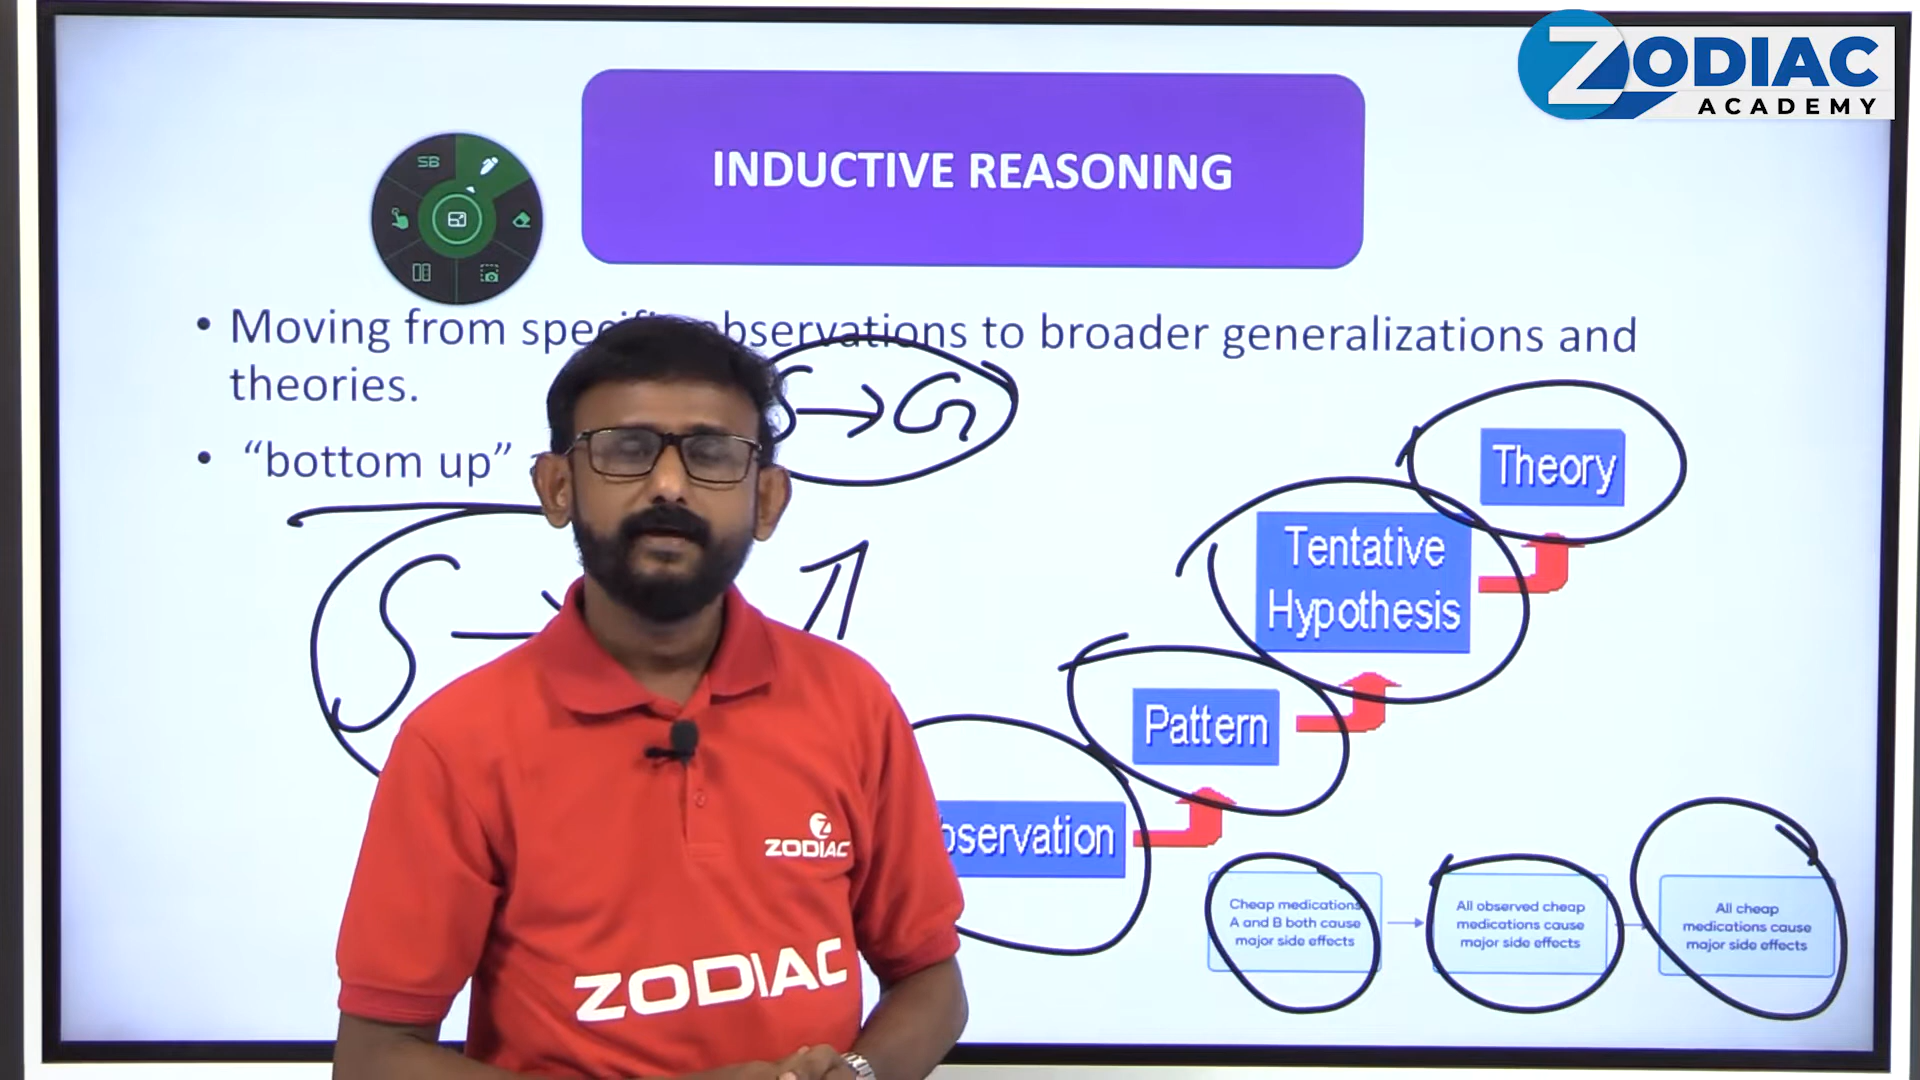 ZODIAC
ACADEMY
INDUCTIVE REASONING
SB
• Moving from observations to broader generalizations and
theories.
• “bottom up”
S → G
S
Theory
Tentative
Hypothesis
Pattern
bservation
Cheap medications
A and B both cause
major side effects
All observed cheap
medications cause
major side effects
All cheap
medications cause
major side effects
ZODIAC
ZODIAC